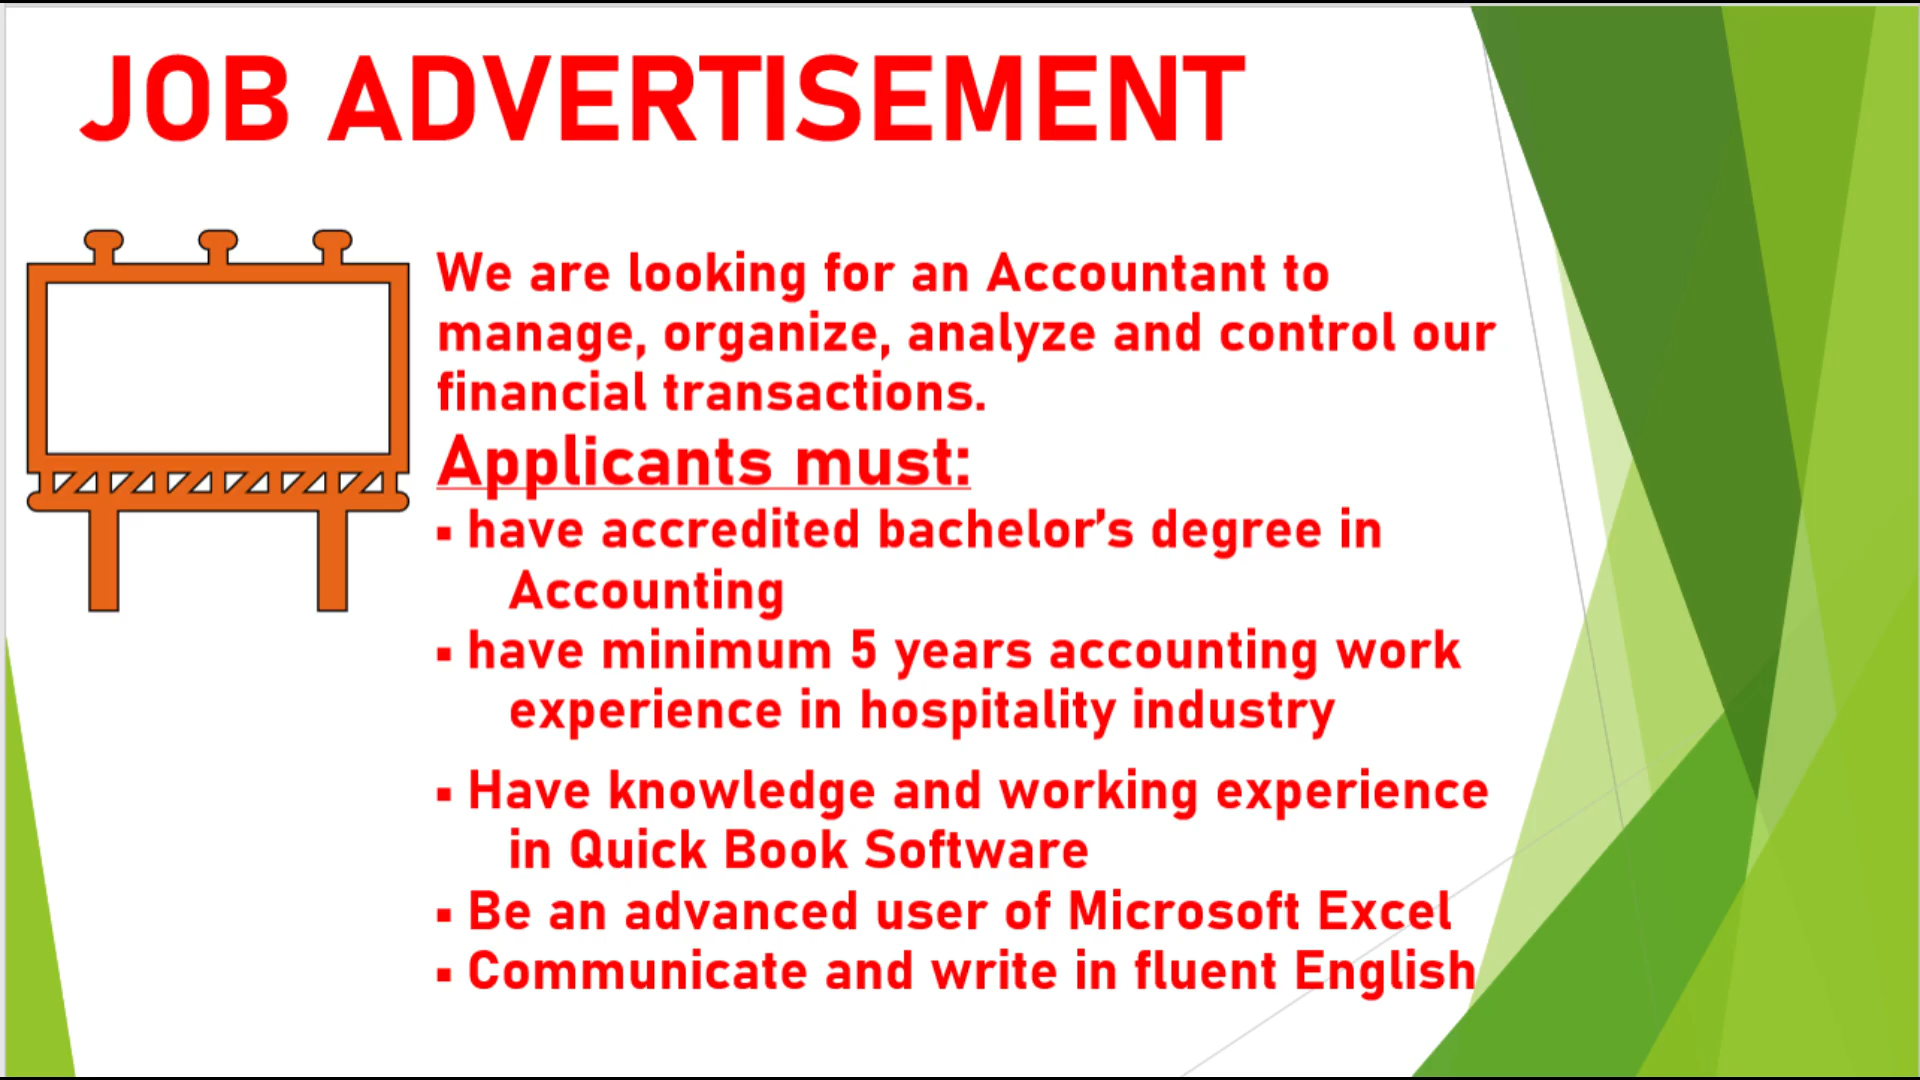 JOB ADVERTISEMENT
We are looking for an Accountant to
manage, organize, analyze and control our
financial transactions.
Applicants must:
▪ have accredited bachelor’s degree in
Accounting
▪ have minimum 5 years accounting work
experience in hospitality industry
▪ Have knowledge and working experience
in Quick Book Software
▪ Be an advanced user of Microsoft Excel
▪ Communicate and write in fluent English